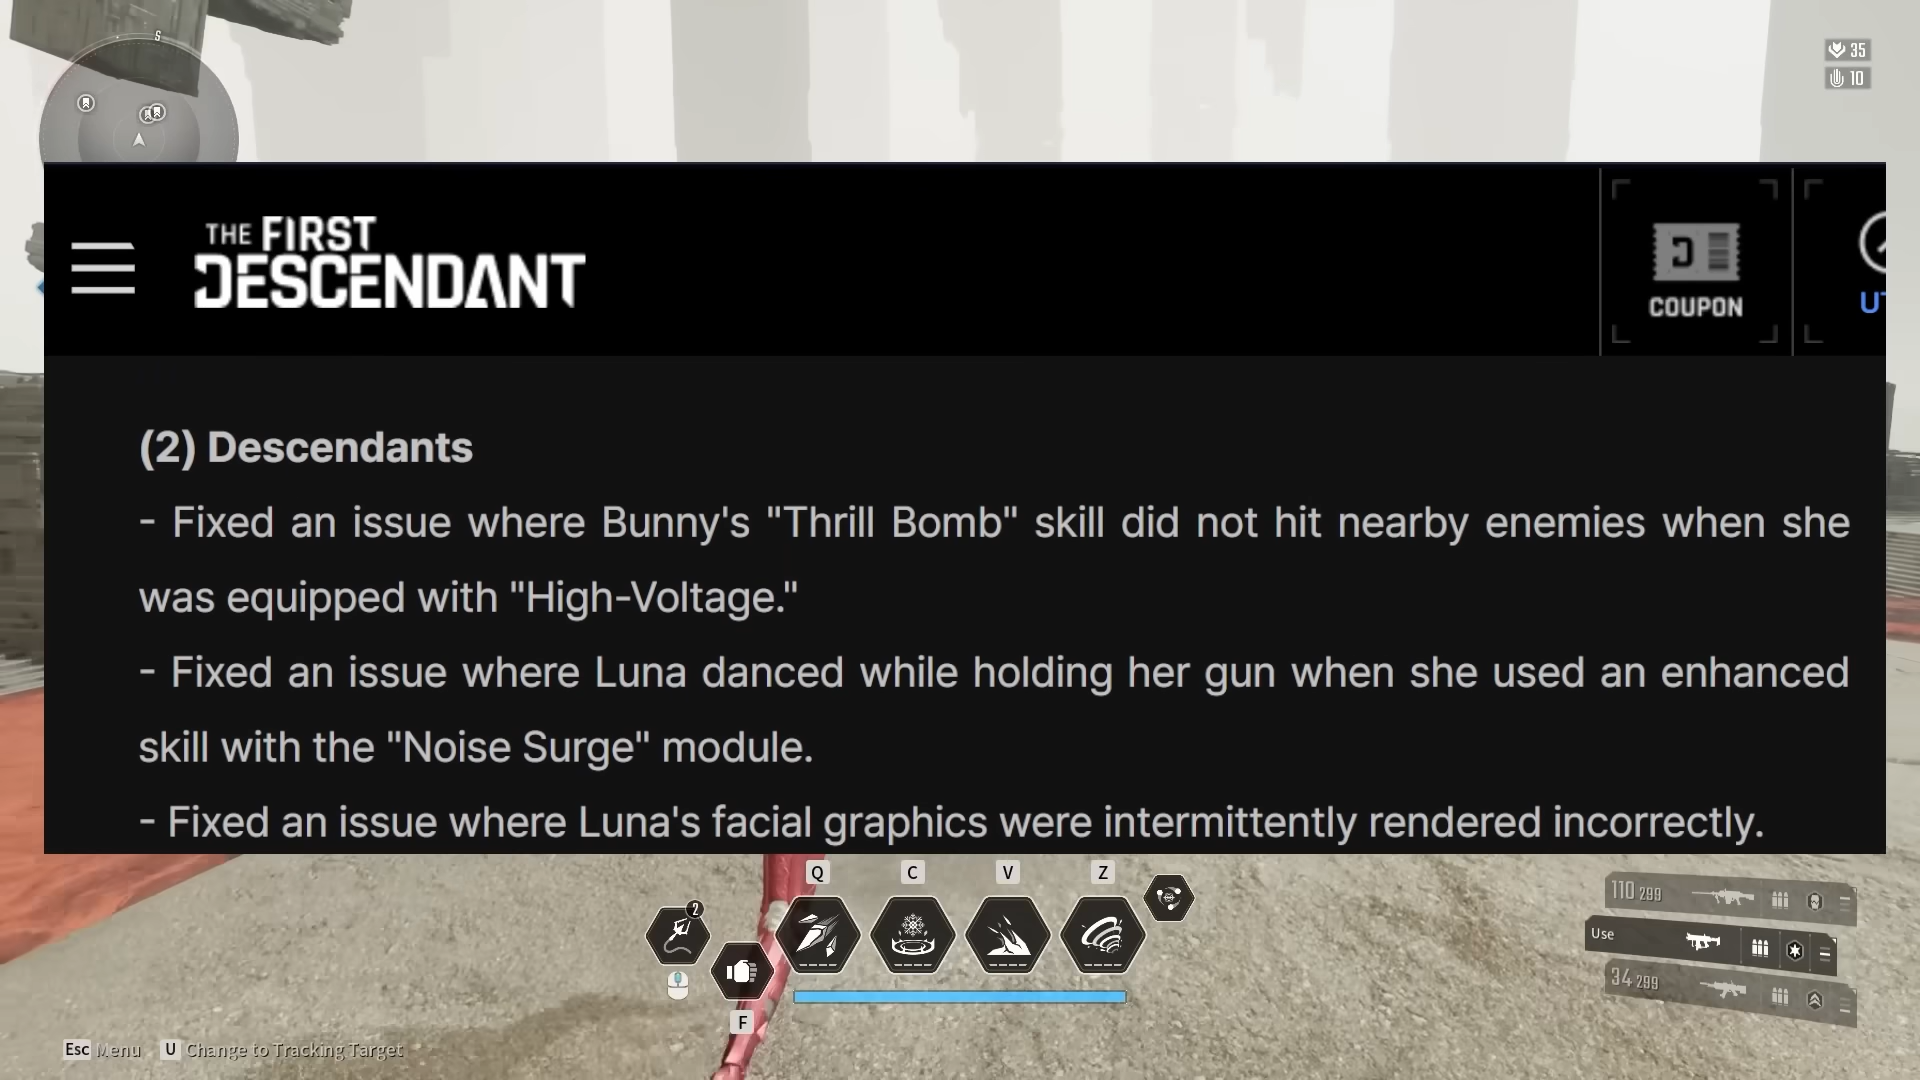 S
35
10
THE FIRST
DESCENDANT
COUPON
(2) Descendants
- Fixed an issue where Bunny's "Thrill Bomb" skill did not hit nearby enemies when she
was equipped with "High-Voltage."
- Fixed an issue where Luna danced while holding her gun when she used an enhanced
skill with the "Noise Surge" module.
- Fixed an issue where Luna's facial graphics were intermittently rendered incorrectly.
Q C V Z
2
F
110 299
Use
34 299
Esc Menu U Change to Tracking Target